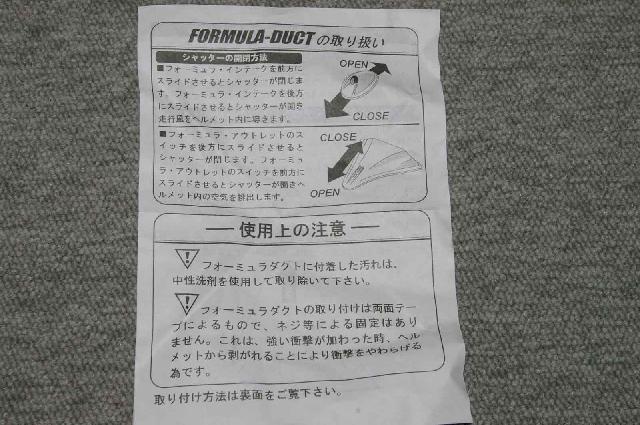 FORMULA-DUCTの取り扱い
シャッターの開閉方法
■フォーミュラ・インテークを前方に
スライドさせるとシャッターが閉じま
す。フォーミュラ・インテークを後方
にスライドさせるとシャッターが開き
走行風をヘルメット内に導きます。
OPEN
CLOSE
■フォーミュラ・アウトレットのス
イッチを後方にスライドさせると
シャッターが閉じます。フォーミュ
ラ・アウトレットのスイッチを前方に
スライドさせるとシャッターが開きヘ
ルメット内の空気を排出します。
CLOSE
OPEN
使用上の注意
フォーミュラダクトに付着した汚れは、
中性洗剤を使用して取り除いて下さい。
フォーミュラダクトの取り付けは両面テー
プによるもので、ネジ等による固定はあり
ません。これは、強い衝撃が加わった時、ヘル
メットから剥がれることにより衝撃をやわらげる
為です。
取り付け方法は裏面をご覧下さい。